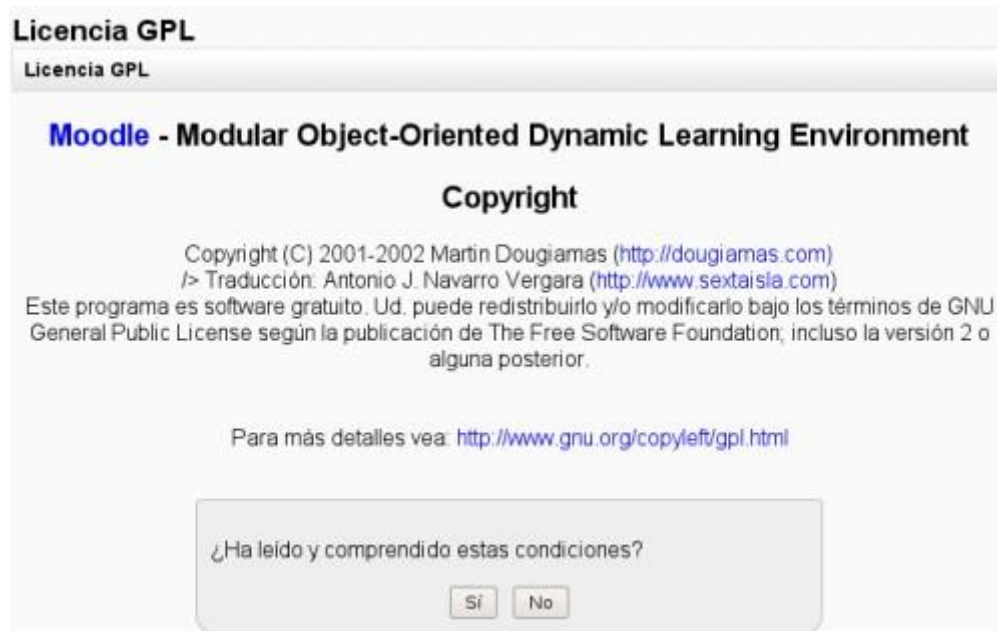 Licencia GPL
Licencia GPL
Moodle - Modular Object-Oriented Dynamic Learning Environment
Copyright
Copyright (C) 2001-2002 Martin Dougiamas (http://dougiamas.com)
/> Traducción: Antonio J. Navarro Vergara (http://www.sextaisla.com)
Este programa es software gratuito. Ud. puede redistribuirlo y/o modificarlo bajo los términos de GNU
General Public License según la publicación de The Free Software Foundation; incluso la versión 2 o
alguna posterior.
Para más detalles vea: http://www.gnu.org/copyleft/gpl.html
¿Ha leído y comprendido estas condiciones?
Sí No